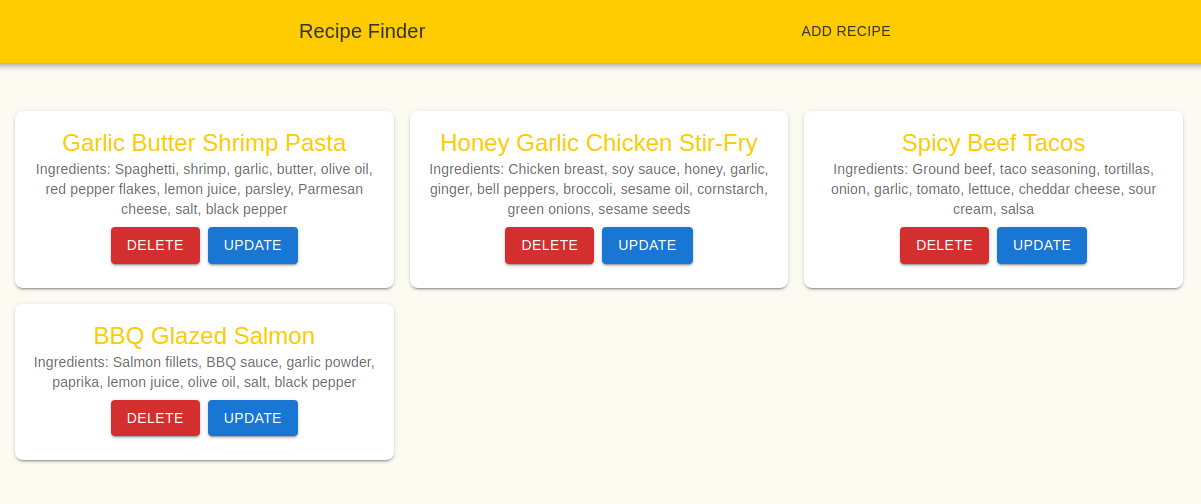 Recipe Finder
ADD RECIPE
Garlic Butter Shrimp Pasta
Ingredients: Spaghetti, shrimp, garlic, butter, olive oil,
red pepper flakes, lemon juice, parsley, Parmesan
cheese, salt, black pepper
DELETE
UPDATE
Honey Garlic Chicken Stir-Fry
Ingredients: Chicken breast, soy sauce, honey, garlic,
ginger, bell peppers, broccoli, sesame oil, cornstarch,
green onions, sesame seeds
DELETE
UPDATE
Spicy Beef Tacos
Ingredients: Ground beef, taco seasoning, tortillas,
onion, garlic, tomato, lettuce, cheddar cheese, sour
cream, salsa
DELETE
UPDATE
BBQ Glazed Salmon
Ingredients: Salmon fillets, BBQ sauce, garlic powder,
paprika, lemon juice, olive oil, salt, black pepper
DELETE
UPDATE